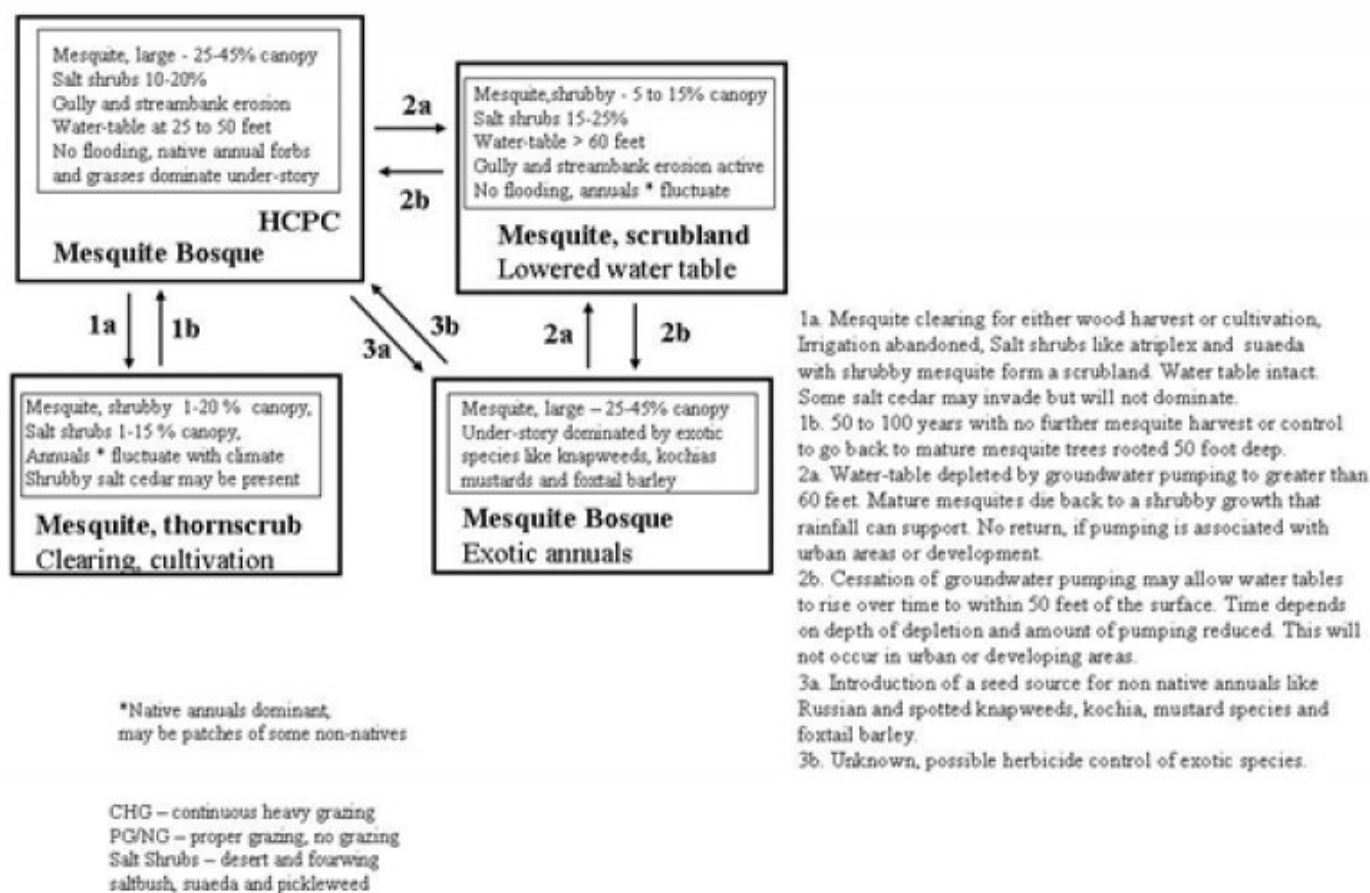 Mesquite, large - 25-45% canopy
Salt shrubs 10-20%
Gully and streambank erosion
Water-table at 25 to 50 feet
No flooding, native annual forbs
and grasses dominate under-story
HCPC
Mesquite Bosque
2a
2b
Mesquite,shrubby - 5 to 15% canopy
Salt shrubs 15-25%
Water-table > 60 feet
Gully and streambank erosion active
No flooding, annuals * fluctuate
Mesquite, scrubland
Lowered water table
1a
1b
3a
3b
2a
2b
Mesquite, shrubby 1-20 % canopy,
Salt shrubs 1-15 % canopy,
Annuals * fluctuate with climate
Shrubby salt cedar may be present
Mesquite, thornscrub
Clearing, cultivation
Mesquite, large – 25-45% canopy
Under-story dominated by exotic
species like knapweeds, kochias
mustards and foxtail barley
Mesquite Bosque
Exotic annuals
1a. Mesquite clearing for either wood harvest or cultivation,
Irrigation abandoned, Salt shrubs like atriplex and suaeda
with shrubby mesquite form a scrubland. Water table intact.
Some salt cedar may invade but will not dominate.
1b. 50 to 100 years with no further mesquite harvest or control
to go back to mature mesquite trees rooted 50 foot deep.
2a. Water-table depleted by groundwater pumping to greater than
60 feet. Mature mesquites die back to a shrubby growth that
rainfall can support. No return, if pumping is associated with
urban areas or development.
2b. Cessation of groundwater pumping may allow water tables
to rise over time to within 50 feet of the surface. Time depends
on depth of depletion and amount of pumping reduced. This will
not occur in urban or developing areas.
3a. Introduction of a seed source for non native annuals like
Russian and spotted knapweeds, kochia, mustard species and
foxtail barley.
3b. Unknown, possible herbicide control of exotic species.
*Native annuals dominant,
may be patches of some non-natives
CHG – continuous heavy grazing
PG/NG – proper grazing, no grazing
Salt Shrubs – desert and fourwing
saltbush, suaeda and pickleweed